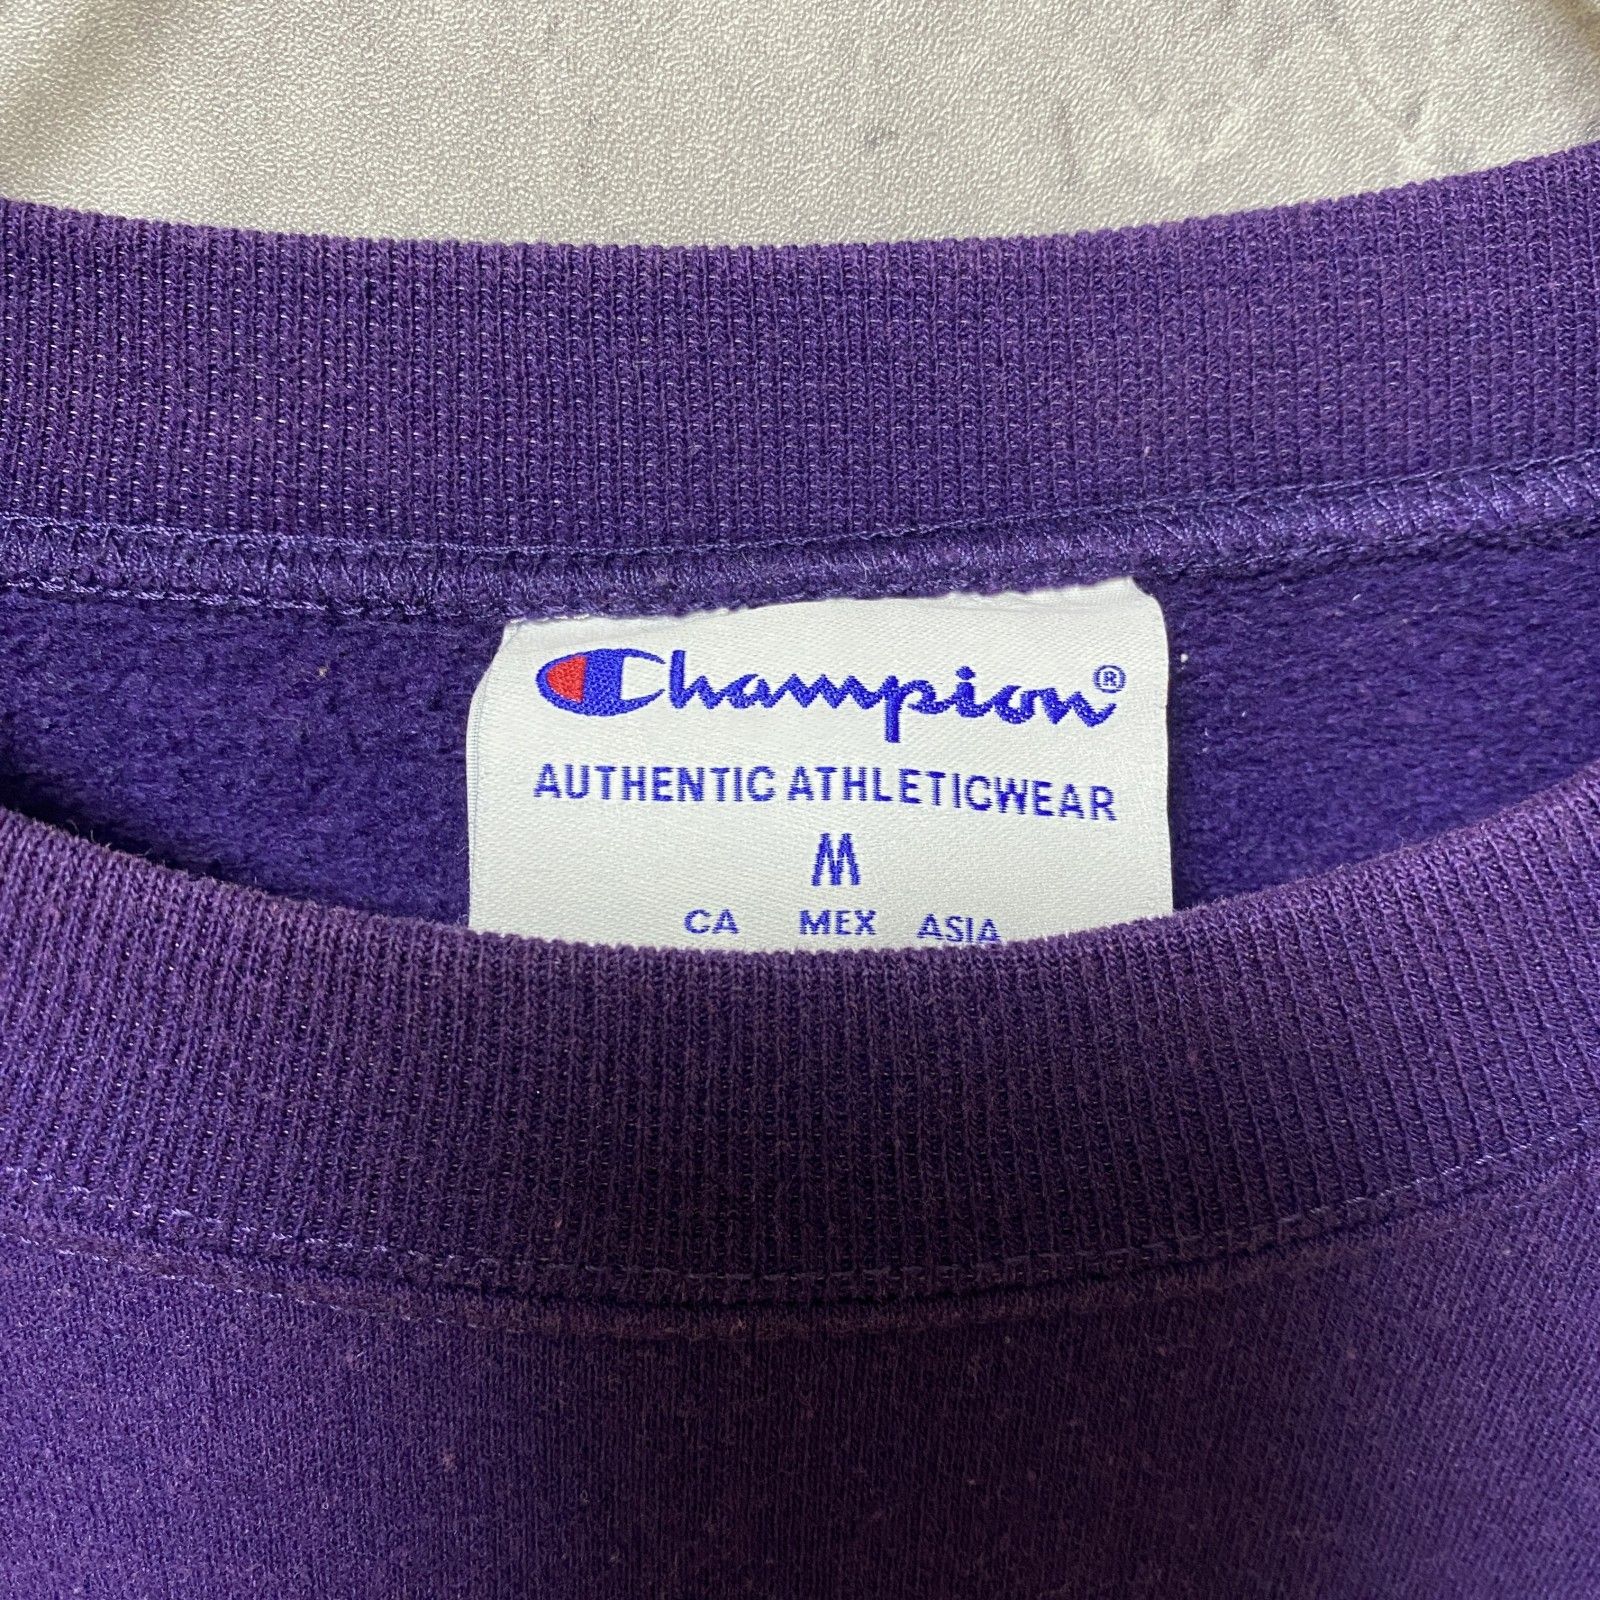 Champion®
AUTHENTIC ATHLETICWEAR
M
CA MEX ASIA